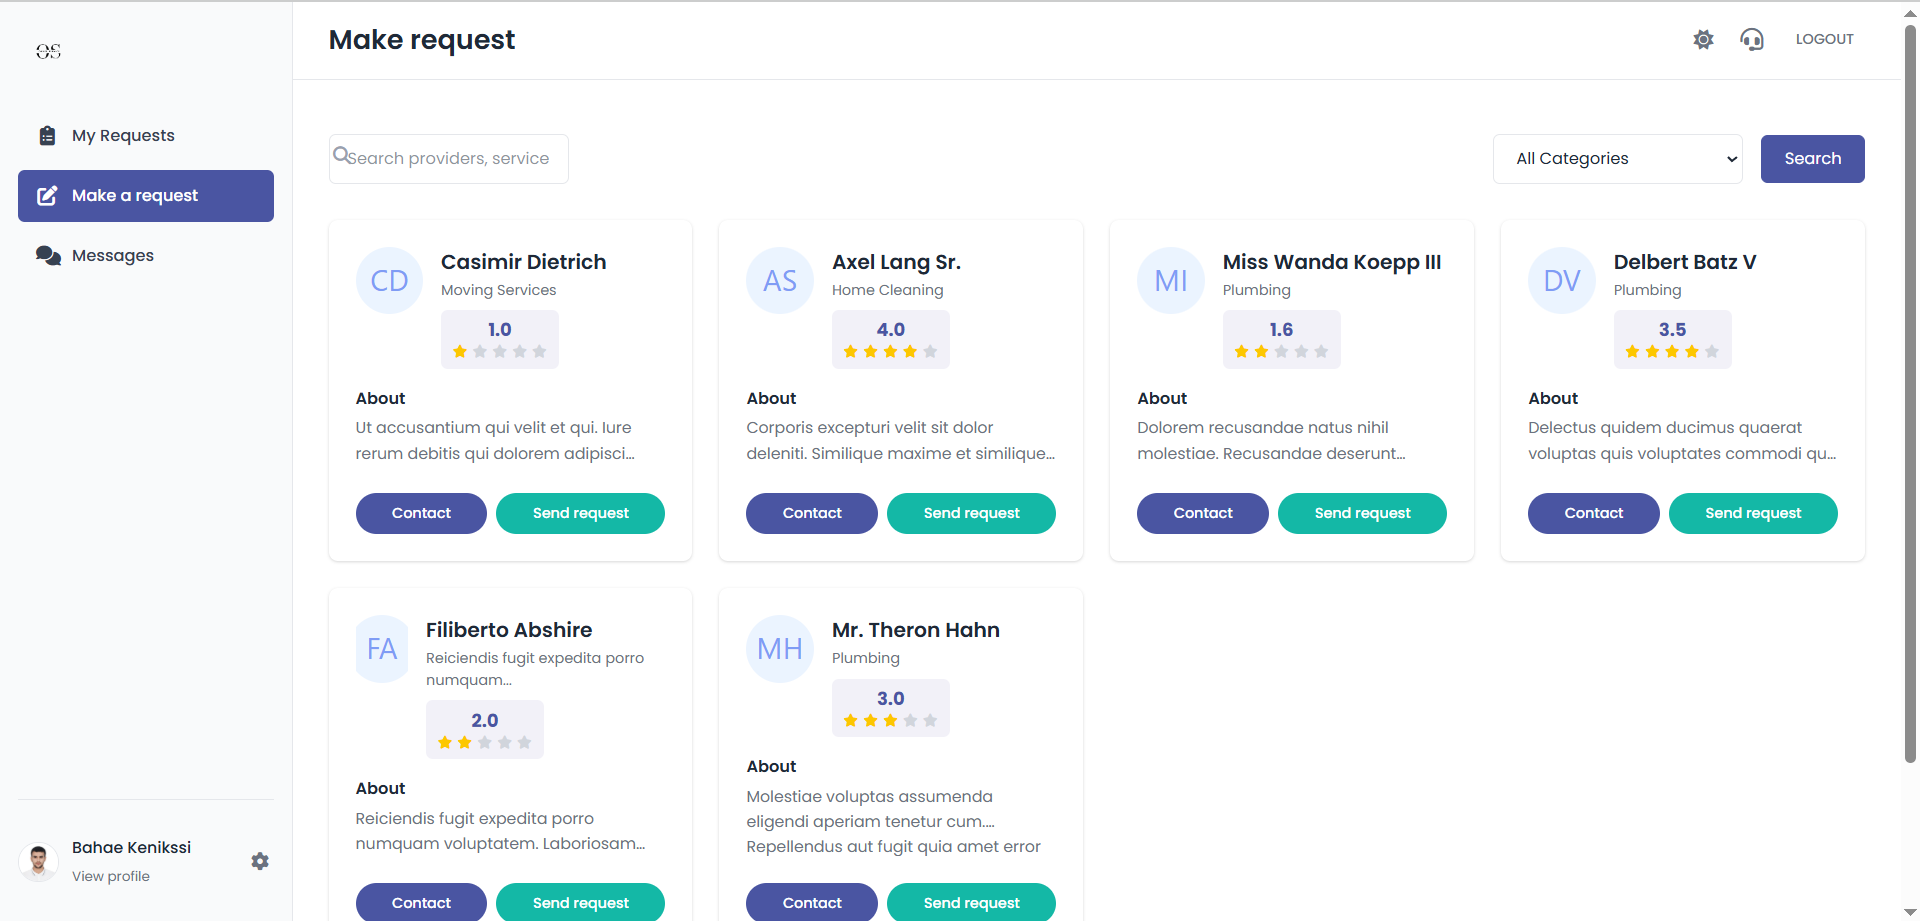 ƏS
My Requests
Make a request
Messages
Bahae Kenikssi
View profile
Make request
LOGOUT
Search providers, service
All Categories
Search
CD
Casimir Dietrich
Moving Services
1.0
About
Ut accusantium qui velit et qui. Iure
rerum debitis qui dolorem adipisci...
Contact
Send request
AS
Axel Lang Sr.
Home Cleaning
4.0
About
Corporis excepturi velit sit dolor
deleniti. Similique maxime et similique...
Contact
Send request
MI
Miss Wanda Koepp III
Plumbing
1.6
About
Dolorem recusandae natus nihil
molestiae. Recusandae deserunt...
Contact
Send request
DV
Delbert Batz V
Plumbing
3.5
About
Delectus quidem ducimus quaerat
voluptas quis voluptates commodi qu...
Contact
Send request
FA
Filiberto Abshire
Reiciendis fugit expedita porro
numquam...
2.0
About
Reiciendis fugit expedita porro
numquam voluptatem. Laboriosam...
Contact
Send request
MH
Mr. Theron Hahn
Plumbing
3.0
About
Molestiae voluptas assumenda
eligendi aperiam tenetur cum....
Repellendus aut fugit quia amet error
Contact
Send request